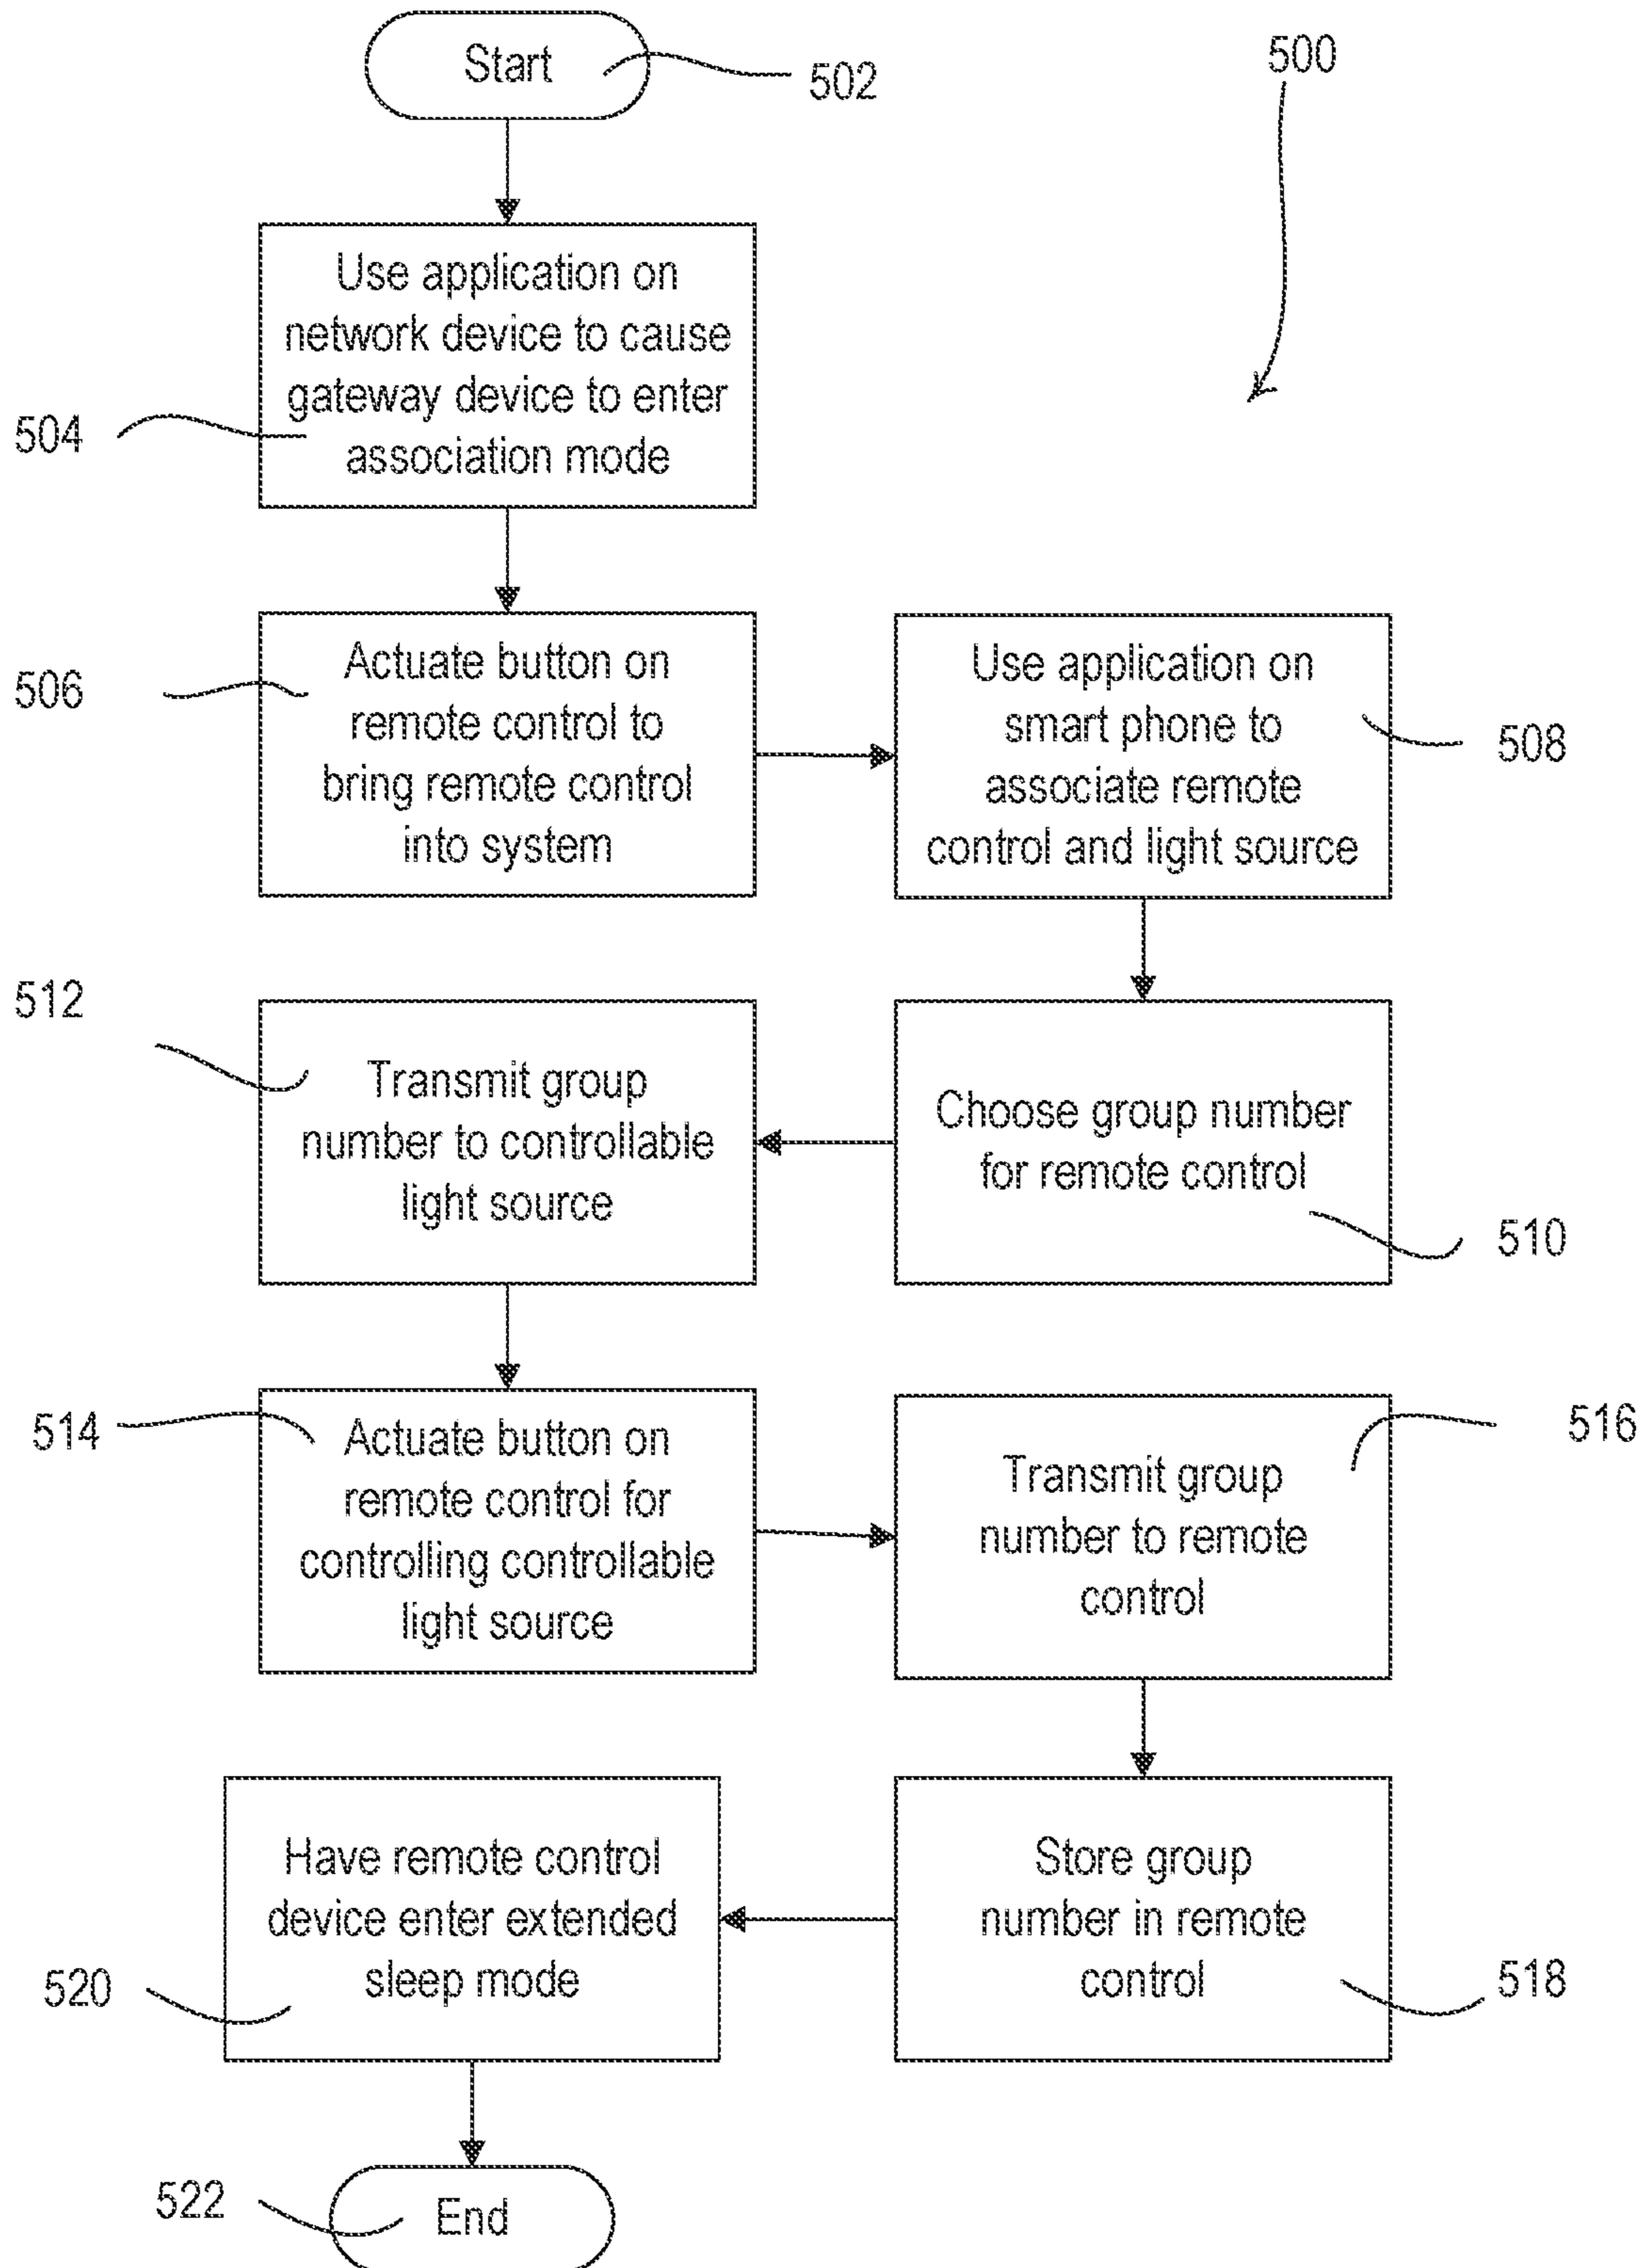 Start
502
500
Use application on
network device to cause
gateway device to enter
association mode
504
Actuate button on
remote control to
bring remote control
into system
506
Use application on
smart phone to
associate remote
control and light source
508
Choose group number
for remote control
510
512
Transmit group
number to controllable
light source
514
Actuate button on
remote control for
controlling controllable
light source
516
Transmit group
number to remote
control
Store group
number in remote
control
518
Have remote control
device enter extended
sleep mode
520
522
End